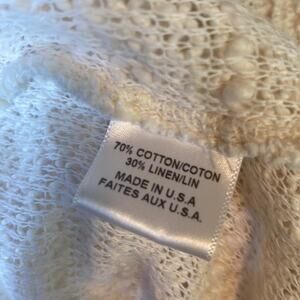 70% COTTON/COTON
30% LINEN/LIN
MADE IN U.S.A
FAITES AUX U.S.A.